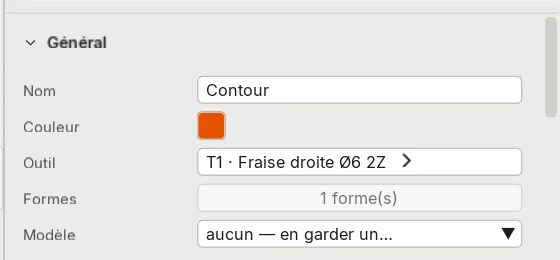 Général
Nom Contour
Couleur
Outil T1 · Fraise droite Ø6 2Z
Formes 1 forme(s)
Modèle aucun — en garder un...